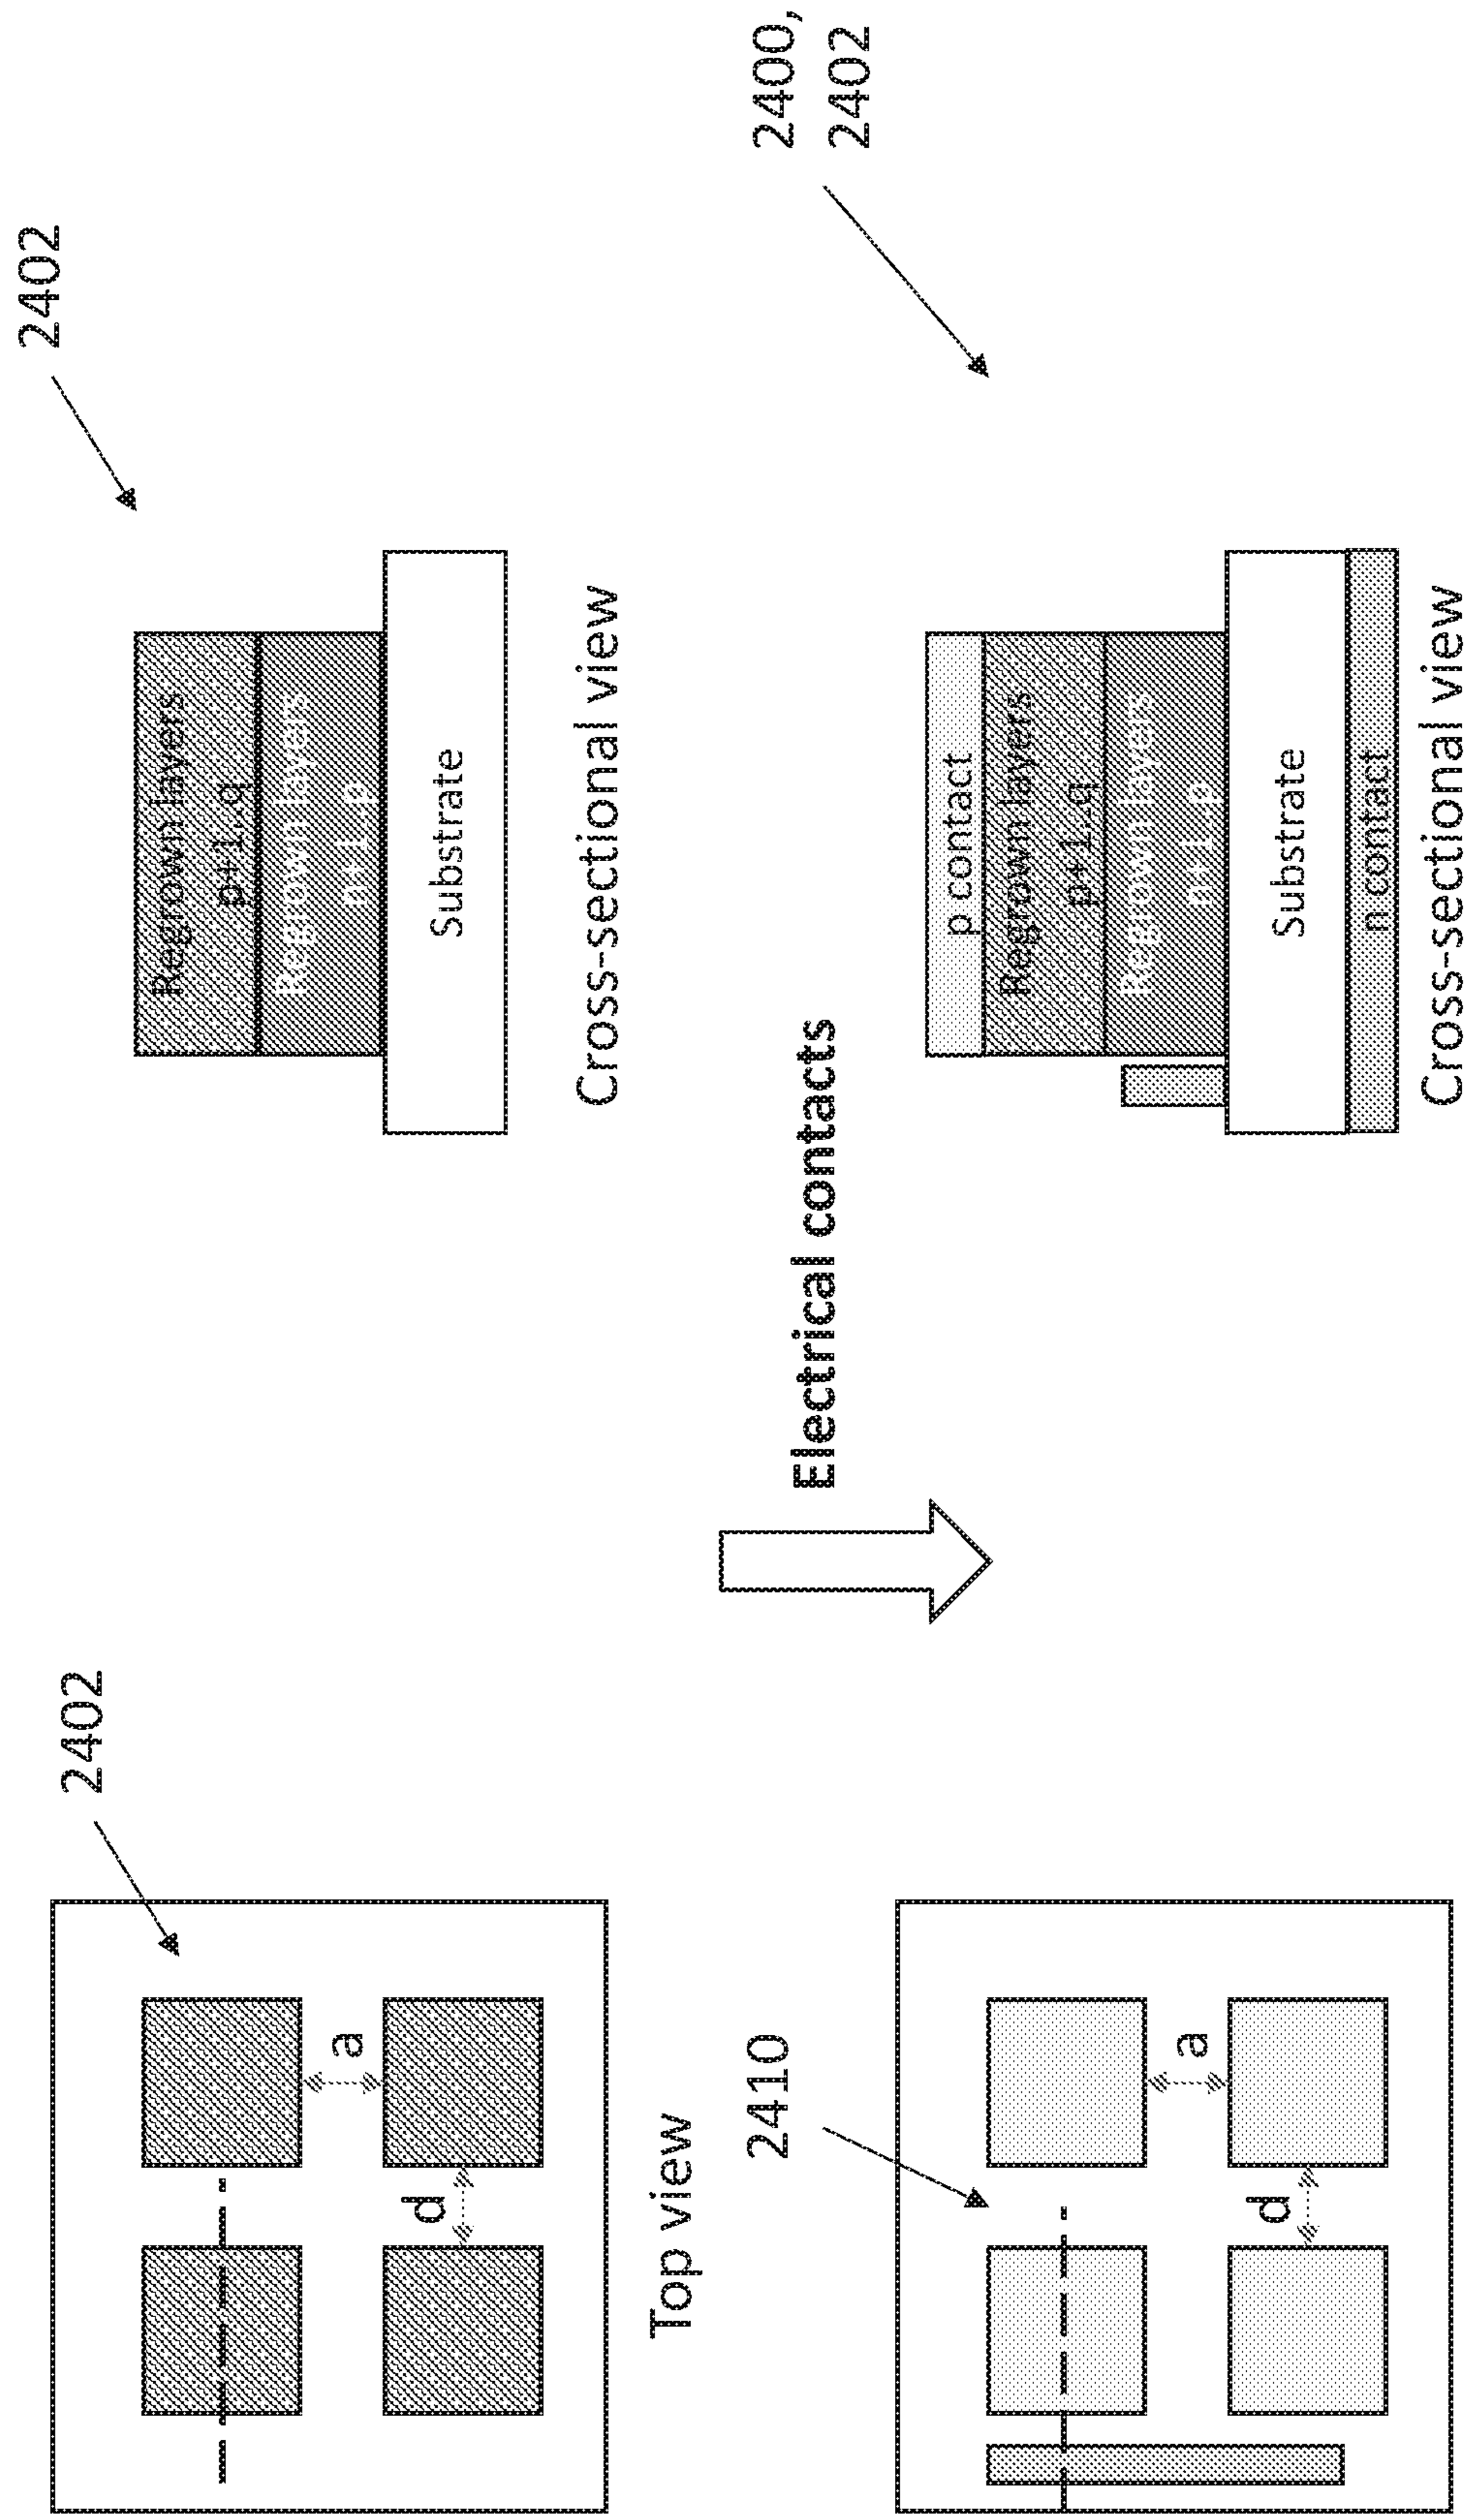 2402
2402
Regrown layers
p+1..q
Regrown layers
n+1..p
a
d
Substrate
Cross-sectional view
Top view
Electrical contacts
2410
2400,
2402
p contact
Regrown layers
p+1..q
Regrown layers
n+1..p
a
d
Substrate
n contact
Cross-sectional view